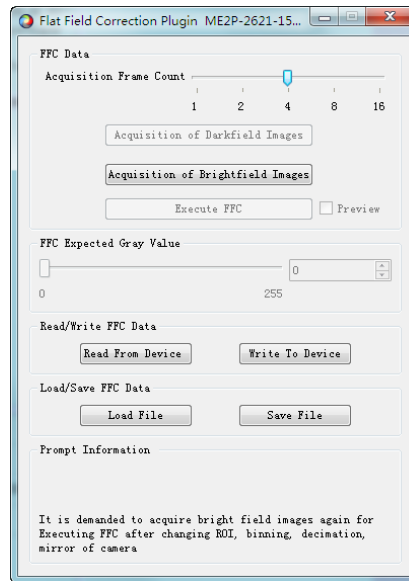 Flat Field Correction Plugin ME2P-2621-15...
FFC Data
Acquisition Frame Count
1 2 4 8 16
Acquisition of Darkfield Images
Acquisition of Brightfield Images
Execute FFC Preview
FFC Expected Gray Value
0
0 255
Read/Write FFC Data
Read From Device Write To Device
Load/Save FFC Data
Load File Save File
Prompt Information
It is demanded to acquire bright field images again for
Executing FFC after changing ROI, binning, decimation,
mirror of camera